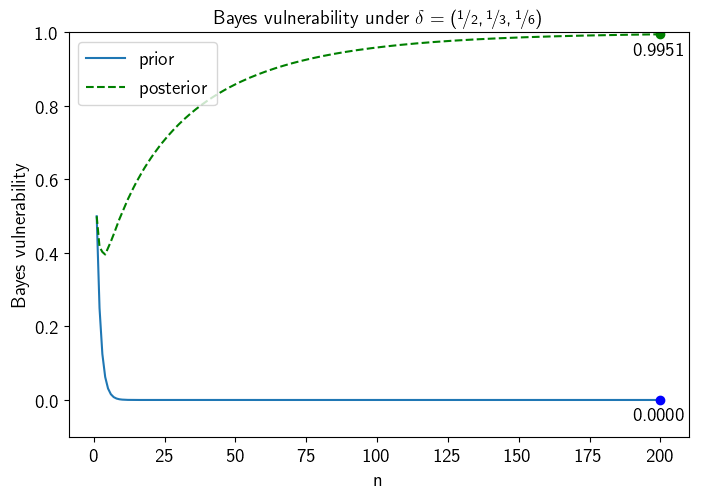 Bayes vulnerability under δ = (1/2, 1/3, 1/6)
prior
posterior
0.9951
0.0000
1.0
0.8
0.6
0.4
0.2
0.0
Bayes vulnerability
0 25 50 75 100 125 150 175 200
n